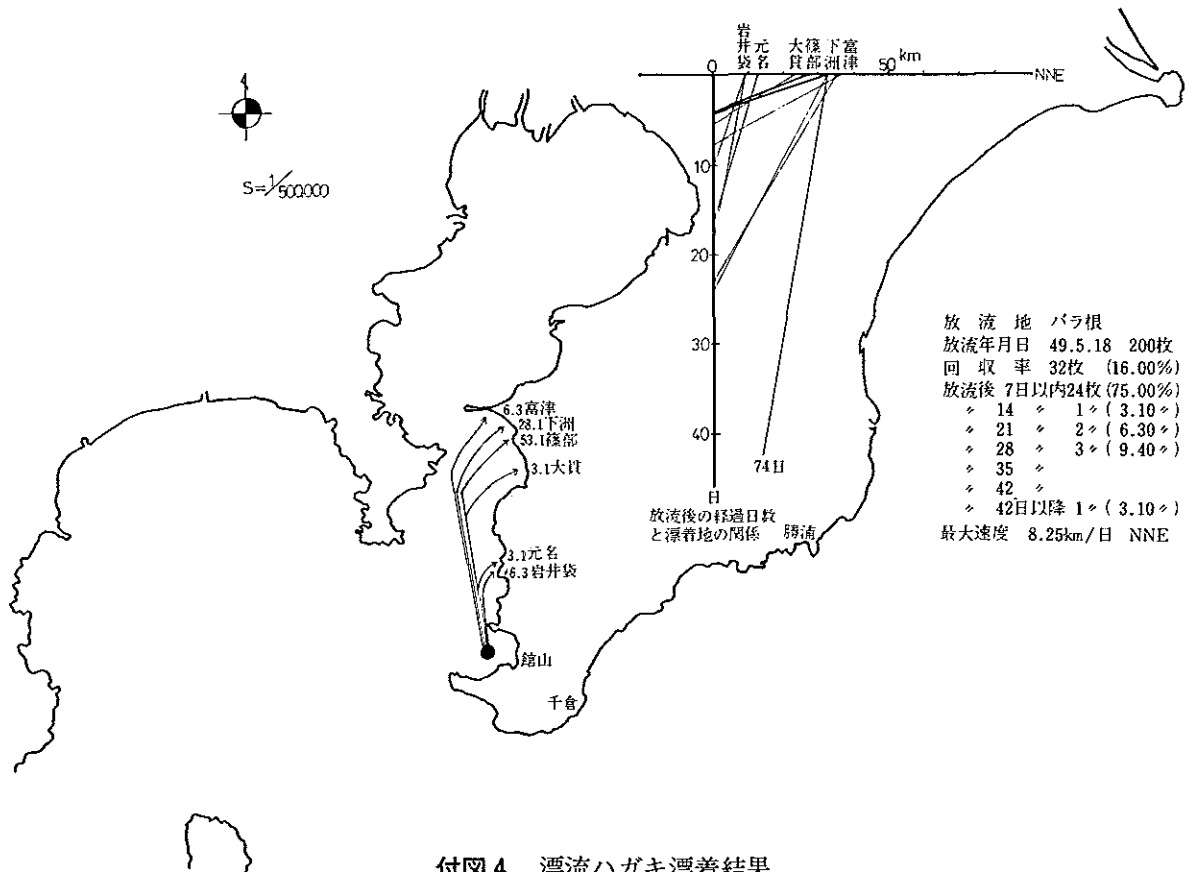 岩井袋 元名 大貫 篠部 下洲 富津
0 50 km
NNE
10
20
30
40
74日
日
放流後の経過日数
と漂着地の関係
S=1/500000
6.3富津
28.1下洲
53.1篠部
3.1大貫
3.1元名
6.3岩井袋
館山
千倉
勝浦
放流地 バラ根
放流年月日 49.5.18 200枚
回収率 32枚 (16.00%)
放流後 7日以内24枚(75.00%)
〃 14 〃 1〃( 3.10〃)
〃 21 〃 2〃( 6.30〃)
〃 28 〃 3〃( 9.40〃)
〃 35 〃
〃 42 〃
〃 42日以降 1〃( 3.10〃)
最大速度 8.25km/日 NNE
付図4 漂流ハガキ漂着結果